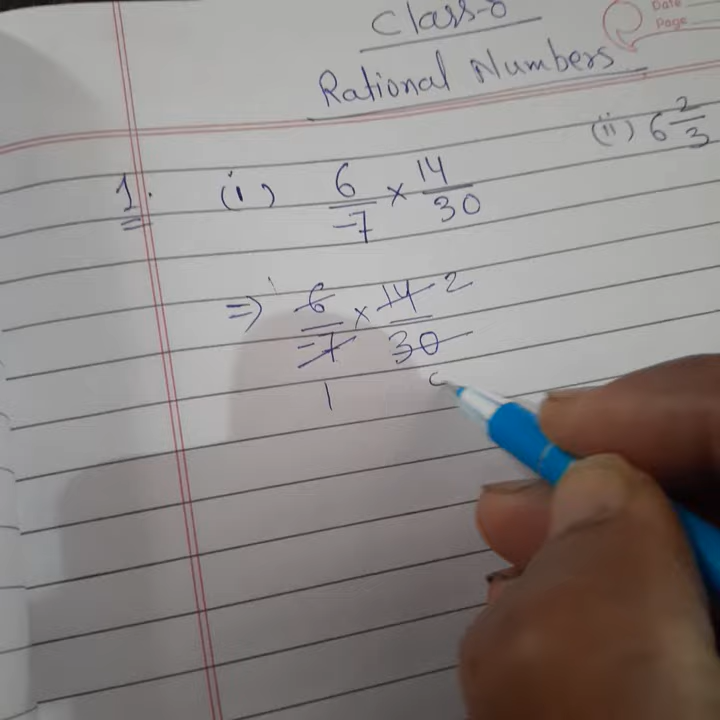 Date
Page
Class-8
Rational Numbers
1. (i) 6/-7 × 14/30 (ii) 6 2/3
=> 6/-7 × 14/30
1 2
1